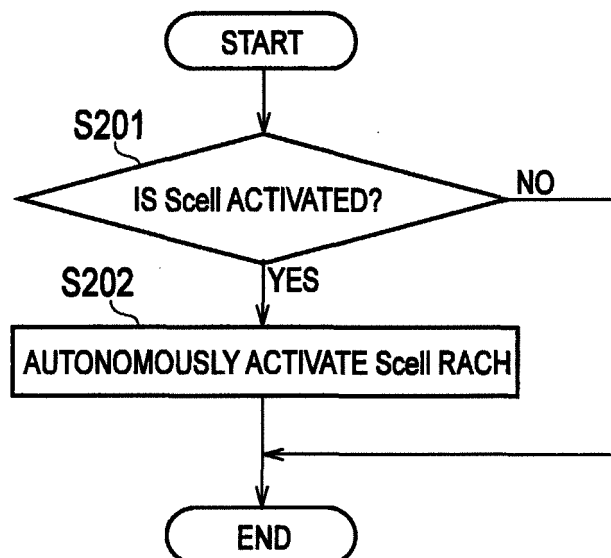 START
S201
IS Scell ACTIVATED?
NO
YES
S202
AUTONOMOUSLY ACTIVATE Scell RACH
END